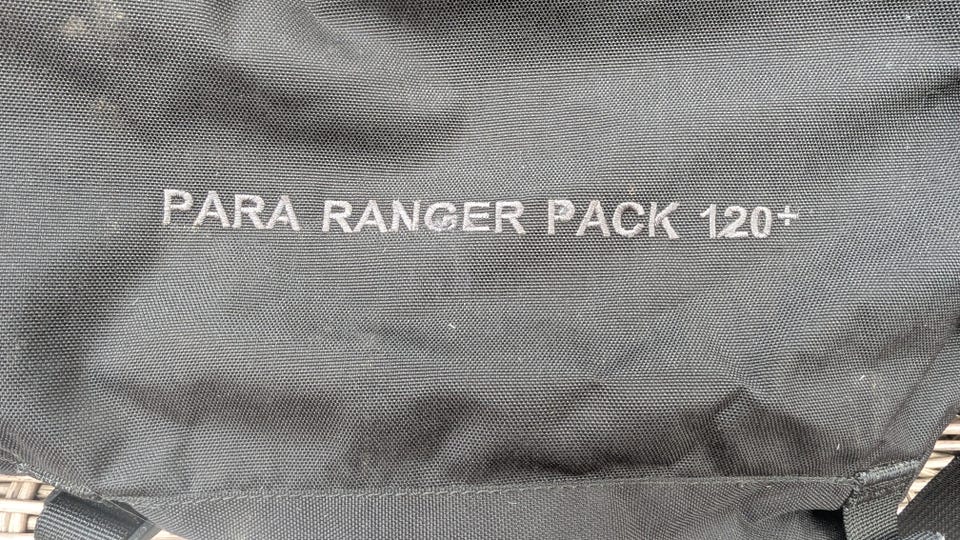 PARA RANGER PACK 120+